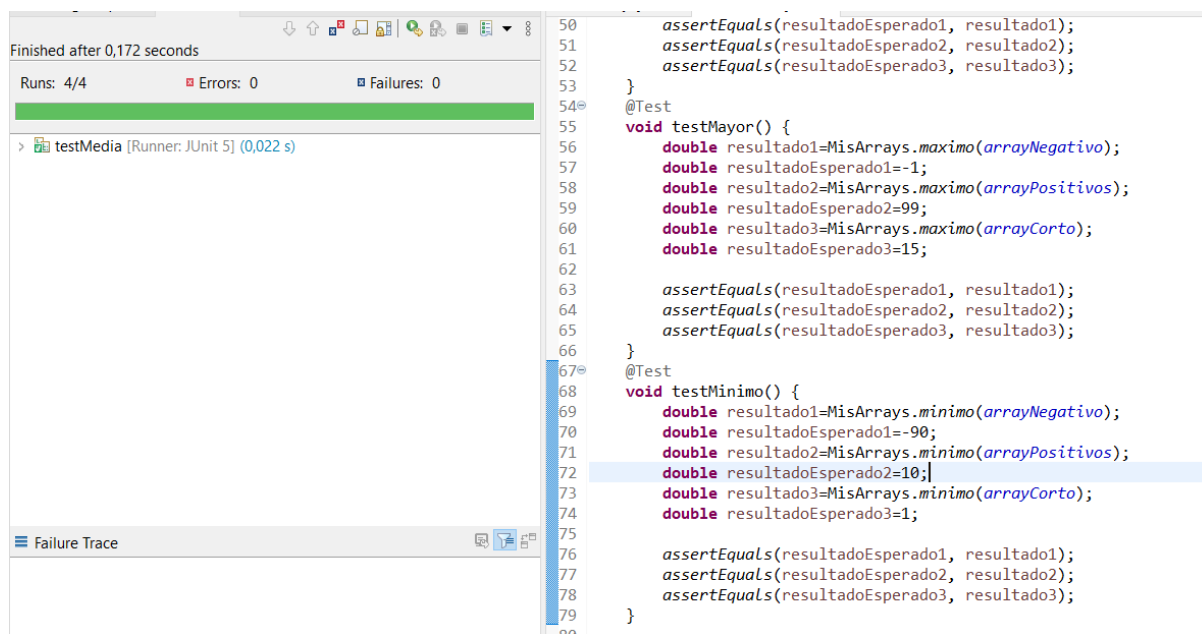 Finished after 0,172 seconds
Runs: 4/4 Errors: 0 Failures: 0
testMedia [Runner: JUnit 5] (0,022 s)
Failure Trace
50 assertEquals(resultadoEsperado1, resultado1);
51 assertEquals(resultadoEsperado2, resultado2);
52 assertEquals(resultadoEsperado3, resultado3);
53 }
54 @Test
55 void testMayor() {
56 double resultado1=MisArrays.maximo(arrayNegativo);
57 double resultadoEsperado1=-1;
58 double resultado2=MisArrays.maximo(arrayPositivos);
59 double resultadoEsperado2=99;
60 double resultado3=MisArrays.maximo(arrayCorto);
61 double resultadoEsperado3=15;
62
63 assertEquals(resultadoEsperado1, resultado1);
64 assertEquals(resultadoEsperado2, resultado2);
65 assertEquals(resultadoEsperado3, resultado3);
66 }
67 @Test
68 void testMinimo() {
69 double resultado1=MisArrays.minimo(arrayNegativo);
70 double resultadoEsperado1=-90;
71 double resultado2=MisArrays.minimo(arrayPositivos);
72 double resultadoEsperado2=10;
73 double resultado3=MisArrays.minimo(arrayCorto);
74 double resultadoEsperado3=1;
75
76 assertEquals(resultadoEsperado1, resultado1);
77 assertEquals(resultadoEsperado2, resultado2);
78 assertEquals(resultadoEsperado3, resultado3);
79 }